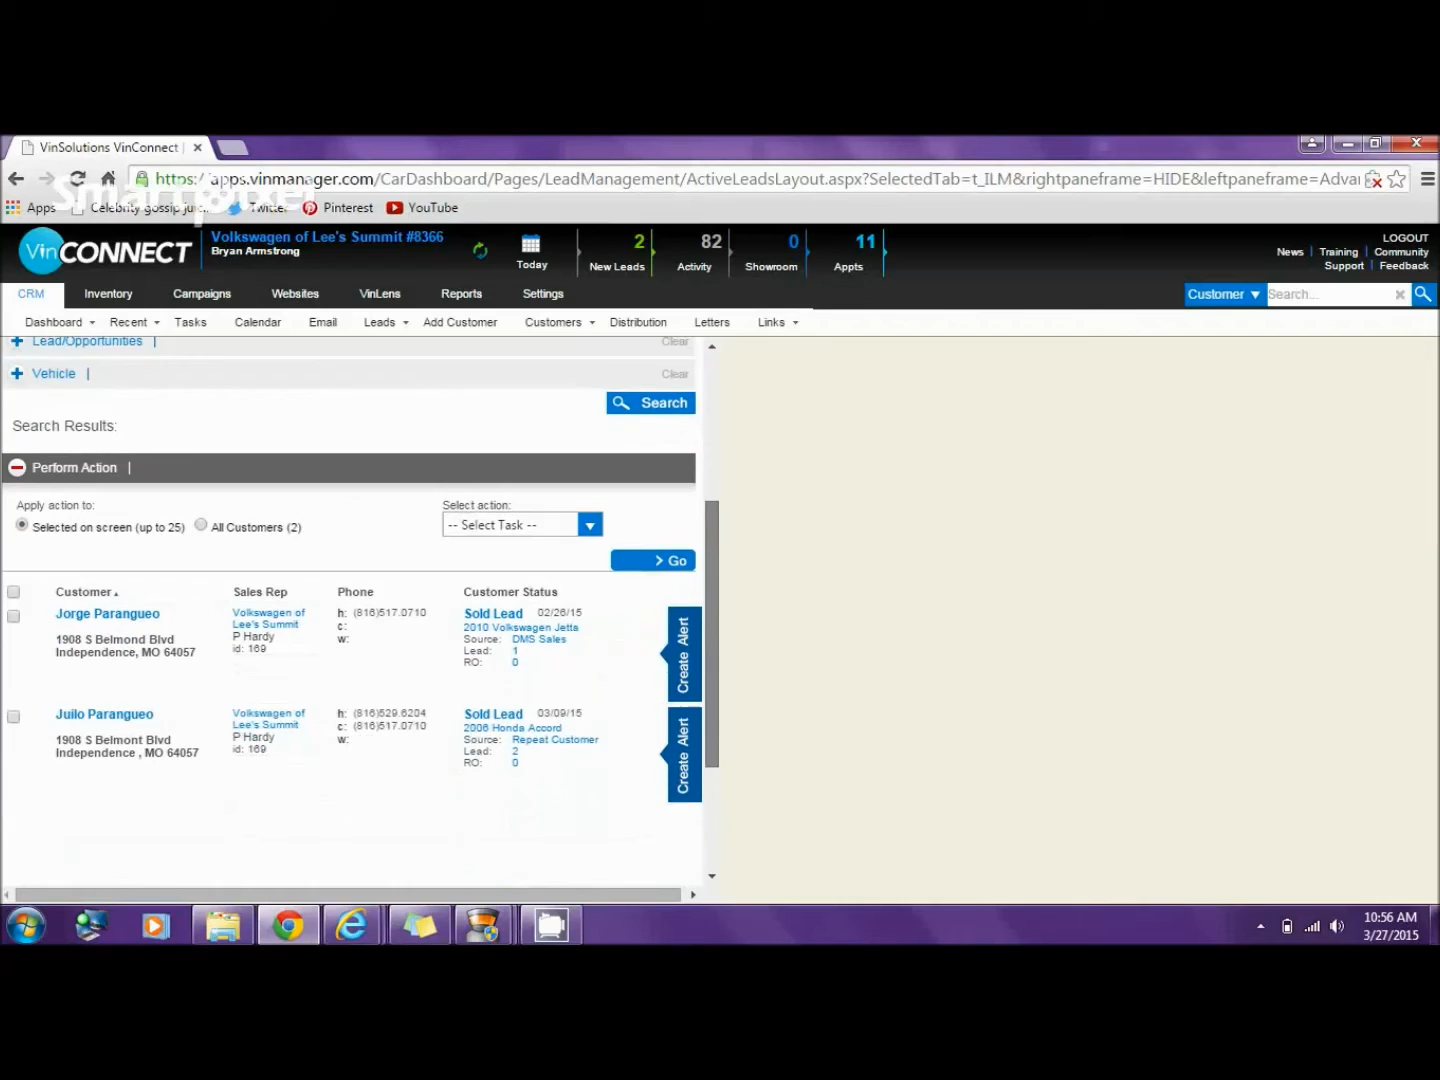 VinSolutions VinConnect |
https://apps.vinmanager.com/CarDashboard/Pages/LeadManagement/ActiveLeadsLayout.aspx?SelectedTab=t_ILM&rightpaneframe=HIDE&leftpaneframe=Adva
Smartpixel
Apps Celebrity gossip Twitter Pinterest YouTube
VinCONNECT
Volkswagen of Lee's Summit #8366
Bryan Armstrong
Today
2
New Leads
82
Activity
0
Showroom
11
Appts
LOGOUT
News | Training | Community
Support | Feedback
CRM Inventory Campaigns Websites VinLens Reports Settings
Customer Search...
Dashboard Recent Tasks Calendar Email Leads Add Customer Customers Distribution Letters Links
Lead/Opportunities | Clear
Vehicle | Clear
Search
Search Results:
Perform Action |
Apply action to: Select action:
Selected on screen (up to 25) All Customers (2) -- Select Task --
> Go
Customer Sales Rep Phone Customer Status
Jorge Parangueo
1908 S Belmond Blvd
Independence, MO 64057
Volkswagen of
Lee's Summit
P Hardy
id: 169
h: (816)517.0710
c:
w:
Sold Lead 02/26/15
2010 Volkswagen Jetta
Source: DMS Sales
Lead: 1
RO: 0
Create Alert
Juilo Parangueo
1908 S Belmont Blvd
Independence , MO 64057
Volkswagen of
Lee's Summit
P Hardy
id: 169
h: (816)529.6204
c: (816)517.0710
w:
Sold Lead 03/09/15
2006 Honda Accord
Source: Repeat Customer
Lead: 2
RO: 0
Create Alert
10:56 AM
3/27/2015